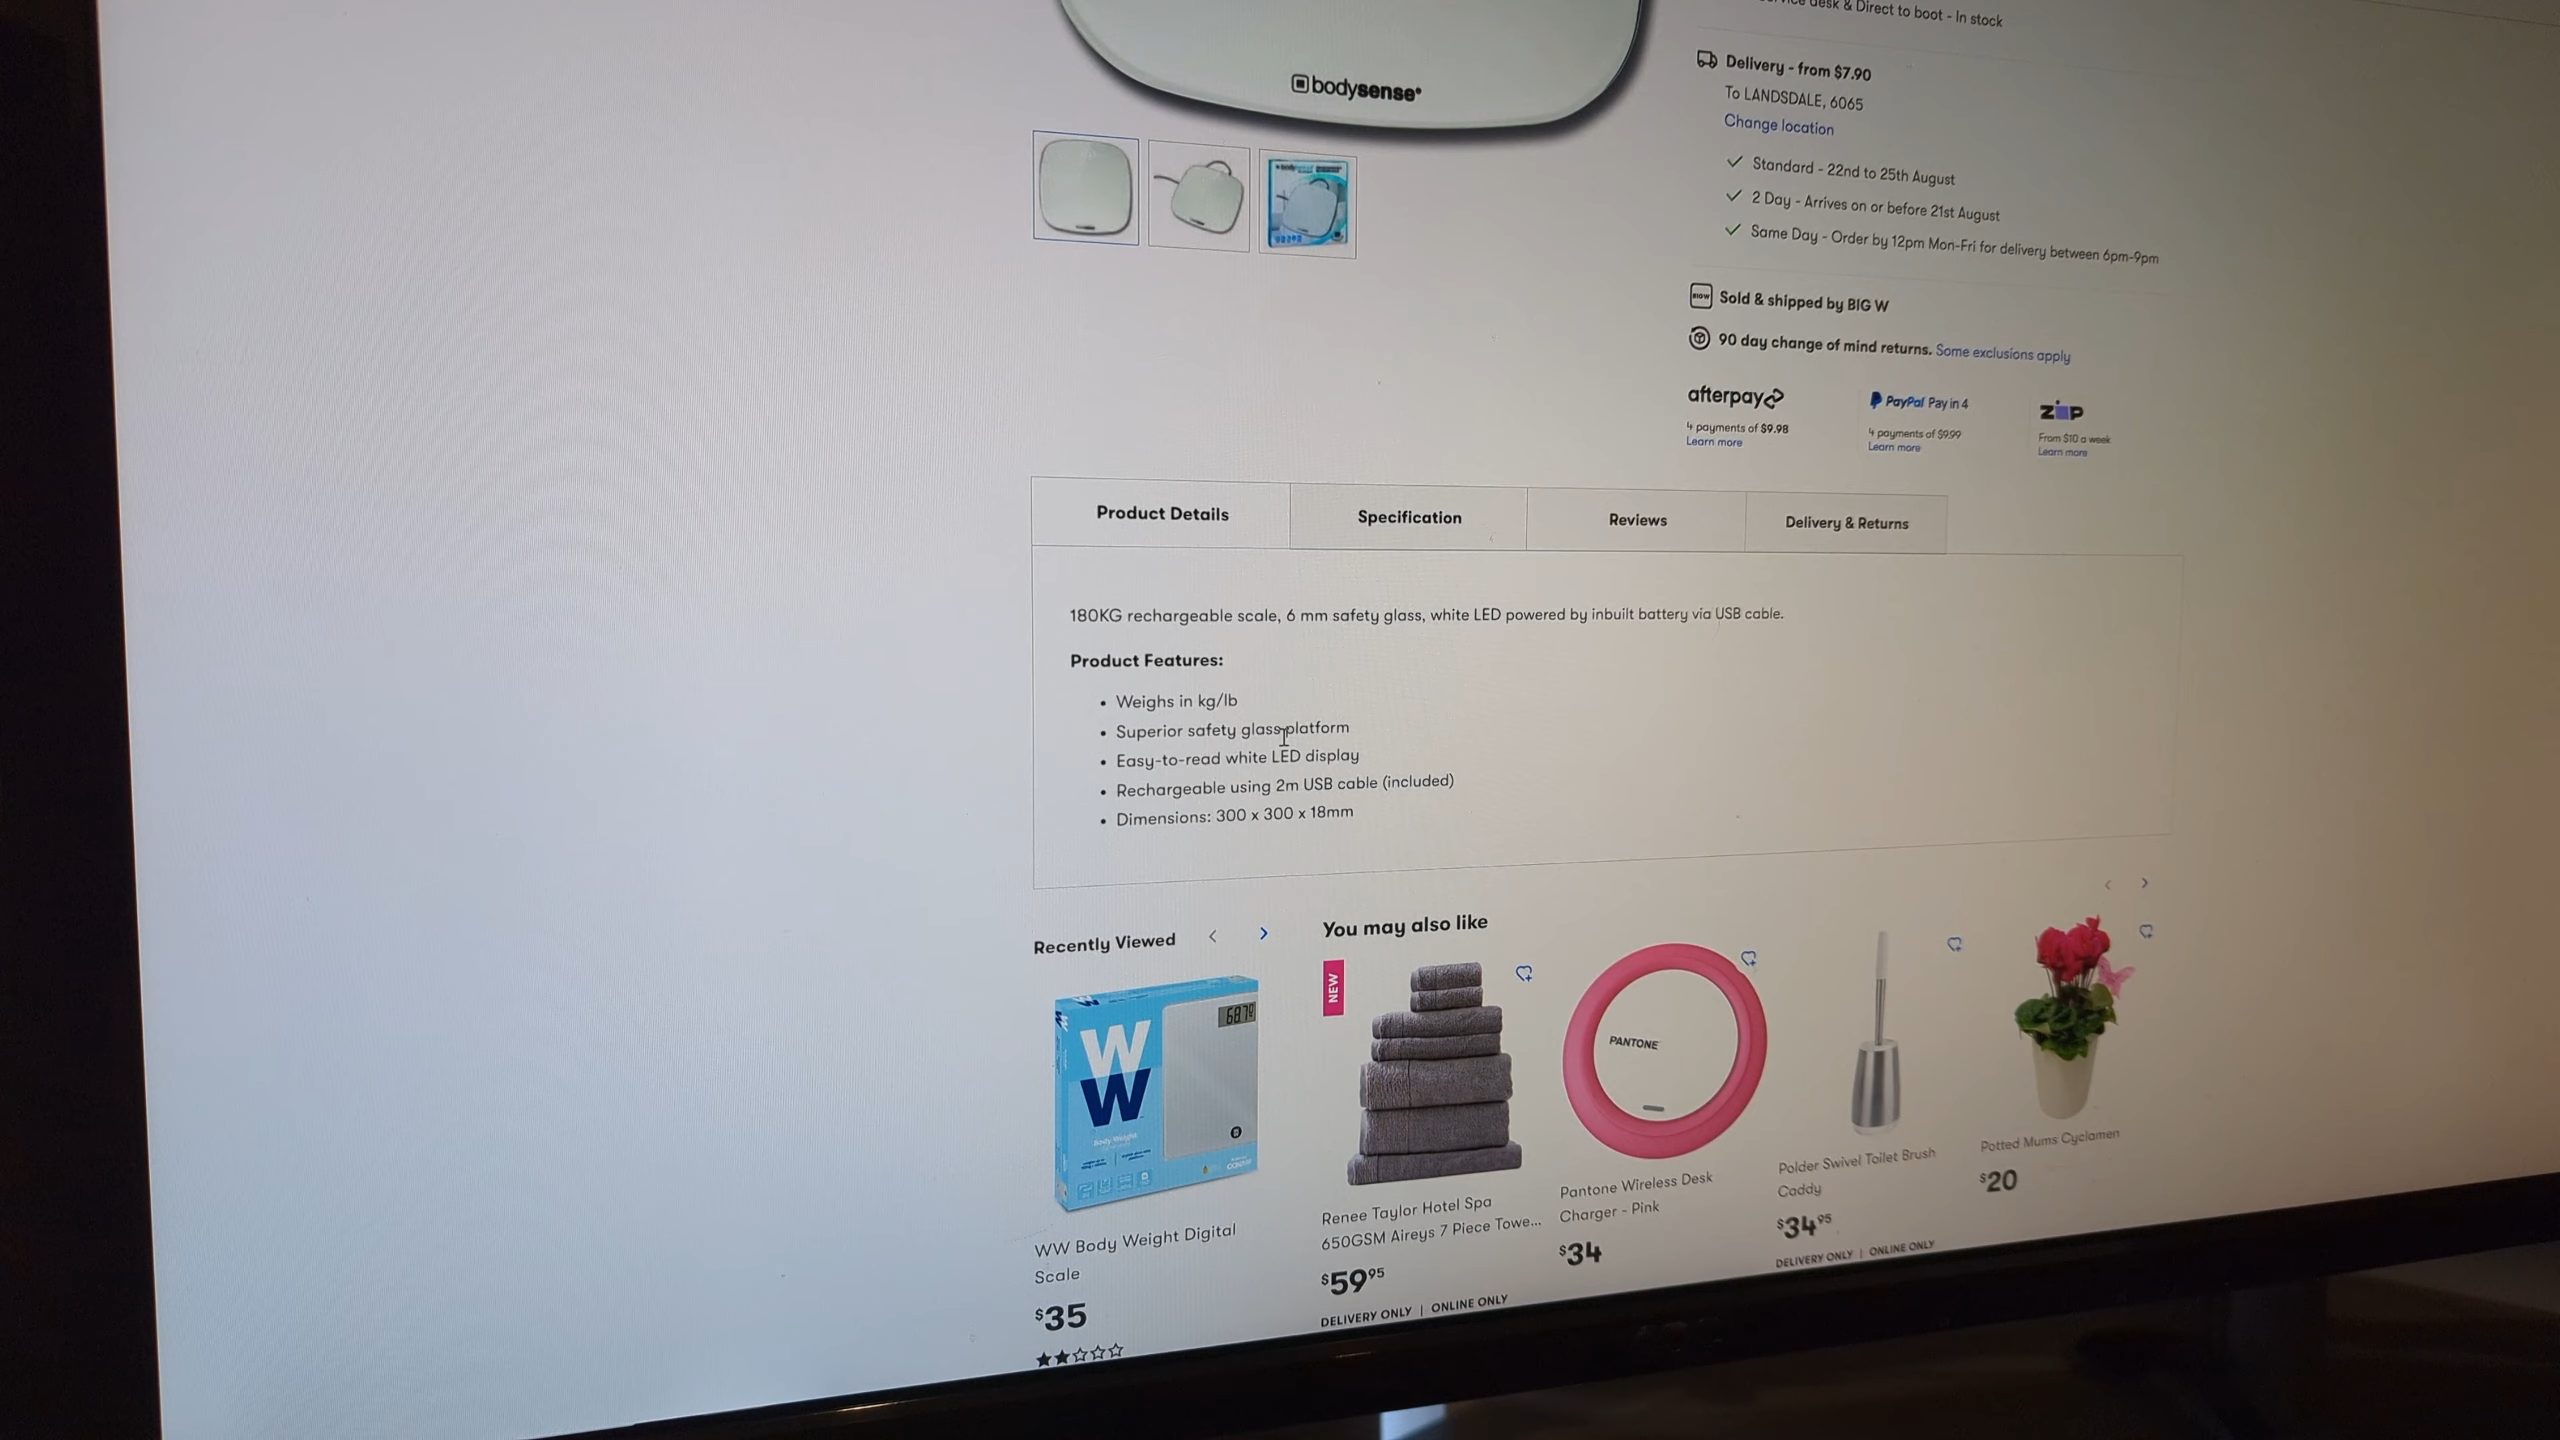 desk & Direct to boot - In stock
bodysense
Delivery - from $7.90
To LANDSDALE, 6065
Change location
Standard - 22nd to 25th August
2 Day - Arrives on or before 21st August
Same Day - Order by 12pm Mon-Fri for delivery between 6pm-9pm
BIGW
Sold & shipped by BIG W
90 day change of mind returns. Some exclusions apply
afterpay
4 payments of $9.98
Learn more
PayPal Pay in 4
4 payments of $9.99
Learn more
ZIP
From $10 a week
Learn more
Product Details
Specification
Reviews
Delivery & Returns
180KG rechargeable scale, 6 mm safety glass, white LED powered by inbuilt battery via USB cable.
Product Features:
• Weighs in kg/lb
• Superior safety glass platform
• Easy-to-read white LED display
• Rechargeable using 2m USB cable (included)
• Dimensions: 300 x 300 x 18mm
Recently Viewed
You may also like
W
W
Body Weight
NEW
PANTONE
WW Body Weight Digital
Scale
$35
Renee Taylor Hotel Spa
650GSM Aireys 7 Piece Towe...
$59.95
DELIVERY ONLY | ONLINE ONLY
Pantone Wireless Desk
Charger - Pink
$34
Polder Swivel Toilet Brush
Caddy
$34.95
DELIVERY ONLY | ONLINE ONLY
Potted Mums Cyclamen
$20